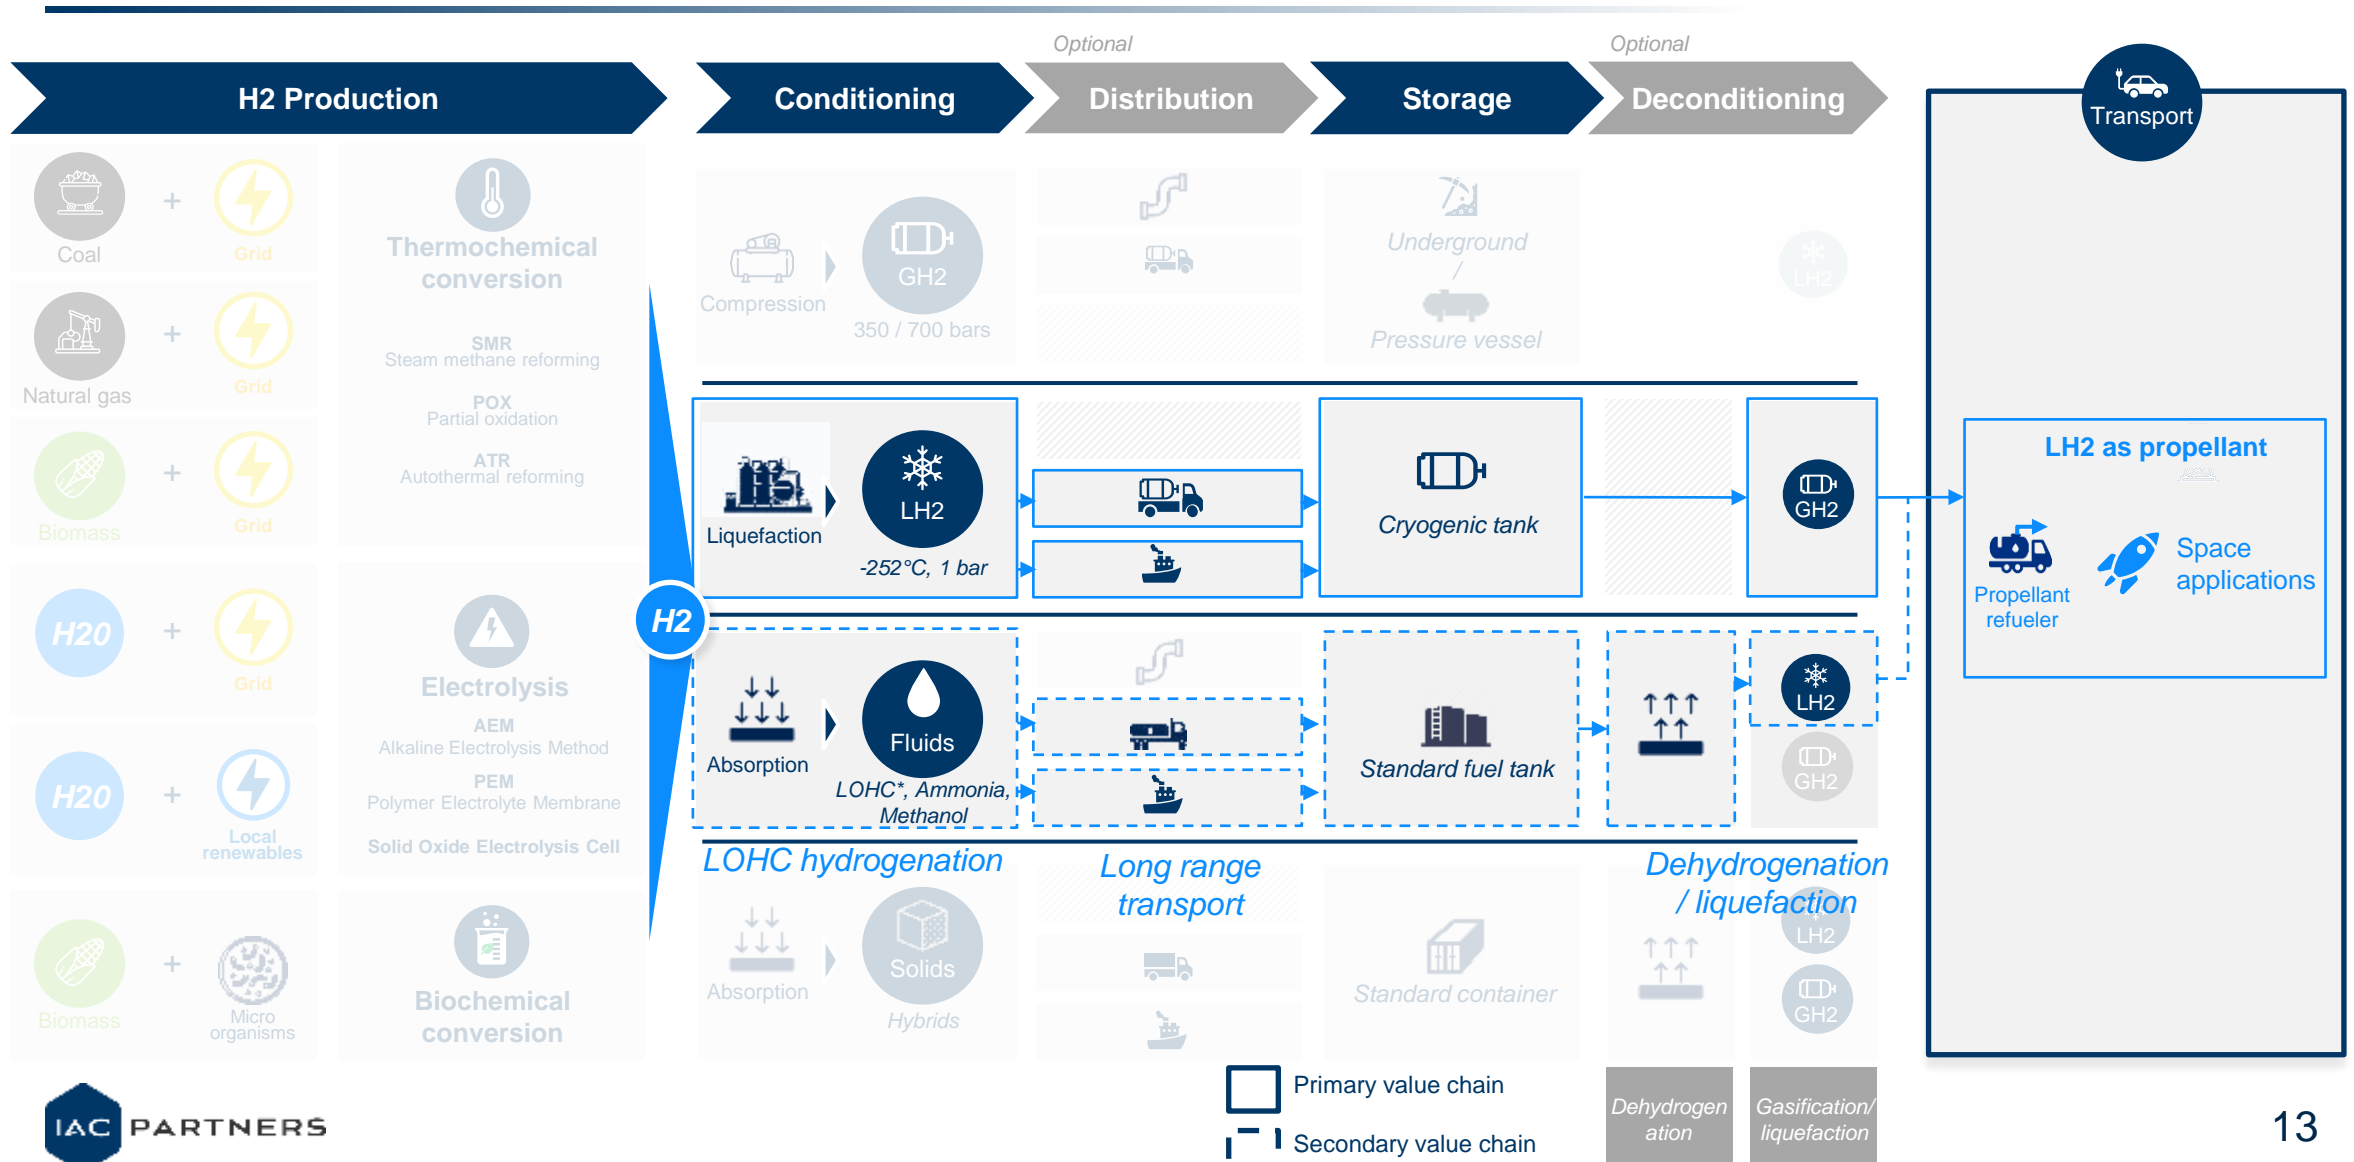 Optional
Optional
H2 Production
Conditioning
Distribution
Storage
Deconditioning
Transport
Coal
+
Grid
Natural gas
+
Grid
Biomass
+
Grid
H20
+
Grid
H20
+
Local
renewables
Biomass
+
Micro
organisms
Thermochemical
conversion
SMR
Steam methane reforming
POX
Partial oxidation
ATR
Autothermal reforming
Electrolysis
AEM
Alkaline Electrolysis Method
PEM
Polymer Electrolyte Membrane
Solid Oxide Electrolysis Cell
Biochemical
conversion
H2
Compression
GH2
350 / 700 bars
Underground
/
Pressure vessel
LH2
Liquefaction
LH2
-252°C, 1 bar
Cryogenic tank
GH2
Absorption
Fluids
LOHC*, Ammonia,
Methanol
Standard fuel tank
LH2
GH2
LOHC hydrogenation
Long range
transport
Dehydrogenation
/ liquefaction
Absorption
Solids
Hybrids
Standard container
LH2
GH2
LH2 as propellant
Propellant
refueler
Space
applications
Primary value chain
Secondary value chain
Dehydrogen
ation
Gasification/
liquefaction
IAC PARTNERS
13